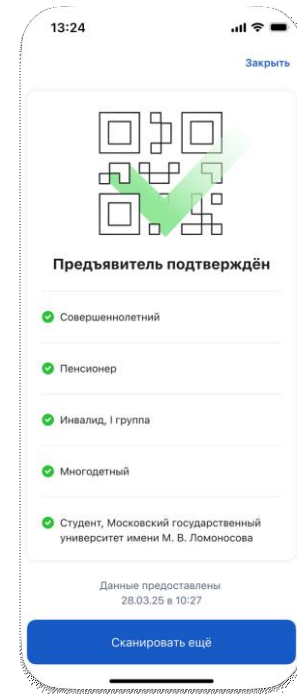 13:24
Закрыть
Предъявитель подтверждён
Совершеннолетний
Пенсионер
Инвалид, I группа
Многодетный
Студент, Московский государственный
университет имени М. В. Ломоносова
Данные предоставлены
28.03.25 в 10:27
Сканировать ещё